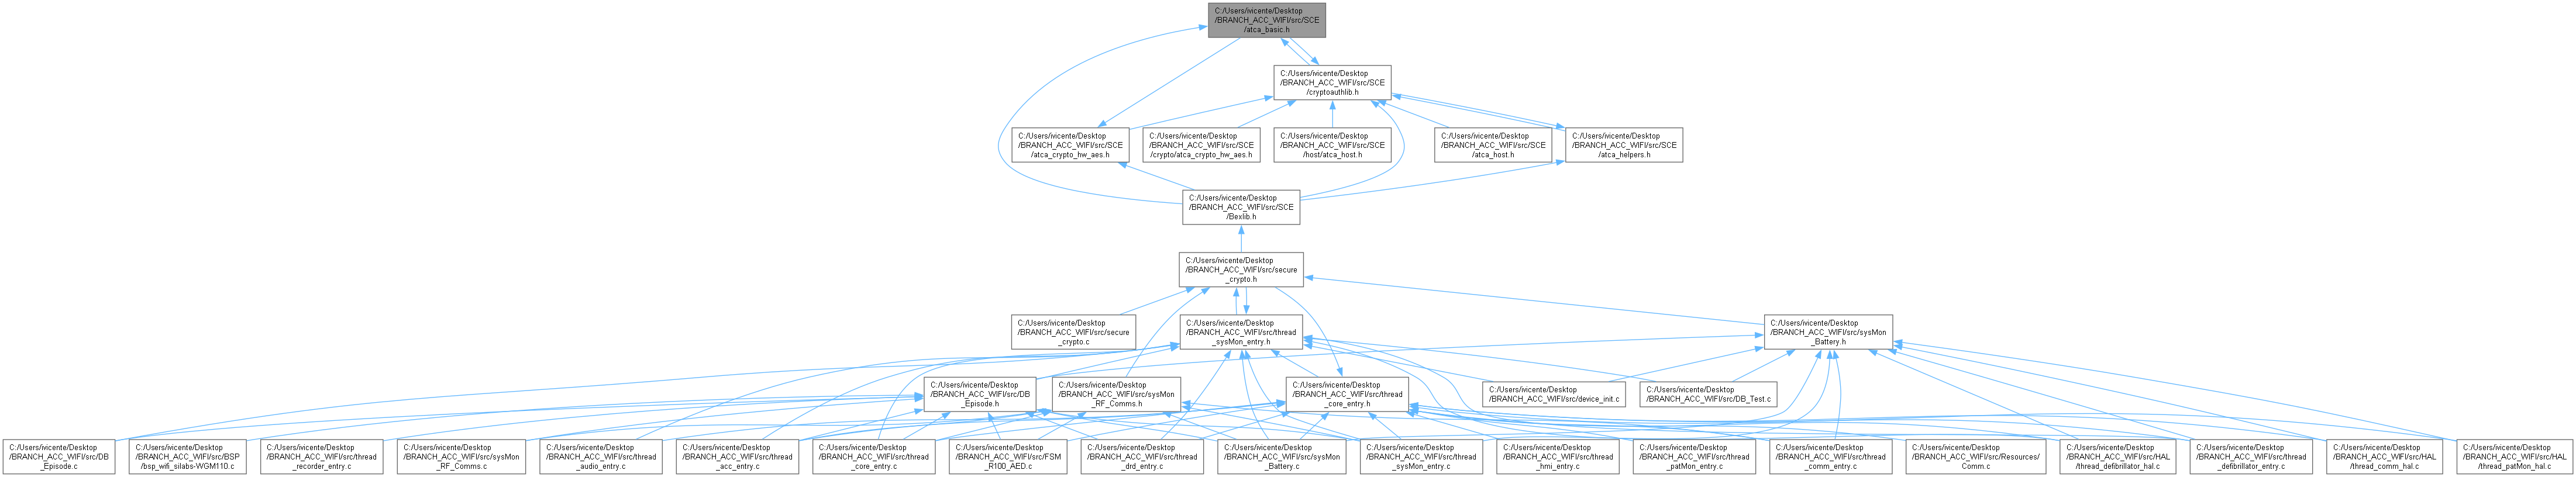 C:/Users/ivicente/Desktop
/BRANCH_ACC_WIFI/src/SCE
/atca_basic.h
C:/Users/ivicente/Desktop
/BRANCH_ACC_WIFI/src/SCE
/cryptoauthlib.h
C:/Users/ivicente/Desktop
/BRANCH_ACC_WIFI/src/SCE
/atca_crypto_hw_aes.h
C:/Users/ivicente/Desktop
/BRANCH_ACC_WIFI/src/SCE
/crypto/atca_crypto_hw_aes.h
C:/Users/ivicente/Desktop
/BRANCH_ACC_WIFI/src/SCE
/host/atca_host.h
C:/Users/ivicente/Desktop
/BRANCH_ACC_WIFI/src/SCE
/atca_host.h
C:/Users/ivicente/Desktop
/BRANCH_ACC_WIFI/src/SCE
/atca_helpers.h
C:/Users/ivicente/Desktop
/BRANCH_ACC_WIFI/src/SCE
/Bexlib.h
C:/Users/ivicente/Desktop
/BRANCH_ACC_WIFI/src/secure
_crypto.h
C:/Users/ivicente/Desktop
/BRANCH_ACC_WIFI/src/secure
_crypto.c
C:/Users/ivicente/Desktop
/BRANCH_ACC_WIFI/src/thread
_sysMon_entry.h
C:/Users/ivicente/Desktop
/BRANCH_ACC_WIFI/src/sysMon
_Battery.h
C:/Users/ivicente/Desktop
/BRANCH_ACC_WIFI/src/DB
_Episode.h
C:/Users/ivicente/Desktop
/BRANCH_ACC_WIFI/src/sysMon
_RF_Comms.h
C:/Users/ivicente/Desktop
/BRANCH_ACC_WIFI/src/thread
_core_entry.h
C:/Users/ivicente/Desktop
/BRANCH_ACC_WIFI/src/device_init.c
C:/Users/ivicente/Desktop
/BRANCH_ACC_WIFI/src/DB_Test.c
C:/Users/ivicente/Desktop
/BRANCH_ACC_WIFI/src/DB
_Episode.c
C:/Users/ivicente/Desktop
/BRANCH_ACC_WIFI/src/BSP
/bsp_wifi_silabs-WGM110.c
C:/Users/ivicente/Desktop
/BRANCH_ACC_WIFI/src/thread
_recorder_entry.c
C:/Users/ivicente/Desktop
/BRANCH_ACC_WIFI/src/sysMon
_RF_Comms.c
C:/Users/ivicente/Desktop
/BRANCH_ACC_WIFI/src/thread
_audio_entry.c
C:/Users/ivicente/Desktop
/BRANCH_ACC_WIFI/src/thread
_acc_entry.c
C:/Users/ivicente/Desktop
/BRANCH_ACC_WIFI/src/thread
_core_entry.c
C:/Users/ivicente/Desktop
/BRANCH_ACC_WIFI/src/FSM
_R100_AED.c
C:/Users/ivicente/Desktop
/BRANCH_ACC_WIFI/src/thread
_drd_entry.c
C:/Users/ivicente/Desktop
/BRANCH_ACC_WIFI/src/sysMon
_Battery.c
C:/Users/ivicente/Desktop
/BRANCH_ACC_WIFI/src/thread
_sysMon_entry.c
C:/Users/ivicente/Desktop
/BRANCH_ACC_WIFI/src/thread
_hmi_entry.c
C:/Users/ivicente/Desktop
/BRANCH_ACC_WIFI/src/thread
_patMon_entry.c
C:/Users/ivicente/Desktop
/BRANCH_ACC_WIFI/src/thread
_comm_entry.c
C:/Users/ivicente/Desktop
/BRANCH_ACC_WIFI/src/Resources/
Comm.c
C:/Users/ivicente/Desktop
/BRANCH_ACC_WIFI/src/HAL
/thread_defibrillator_hal.c
C:/Users/ivicente/Desktop
/BRANCH_ACC_WIFI/src/thread
_defibrillator_entry.c
C:/Users/ivicente/Desktop
/BRANCH_ACC_WIFI/src/HAL
/thread_comm_hal.c
C:/Users/ivicente/Desktop
/BRANCH_ACC_WIFI/src/HAL
/thread_patMon_hal.c